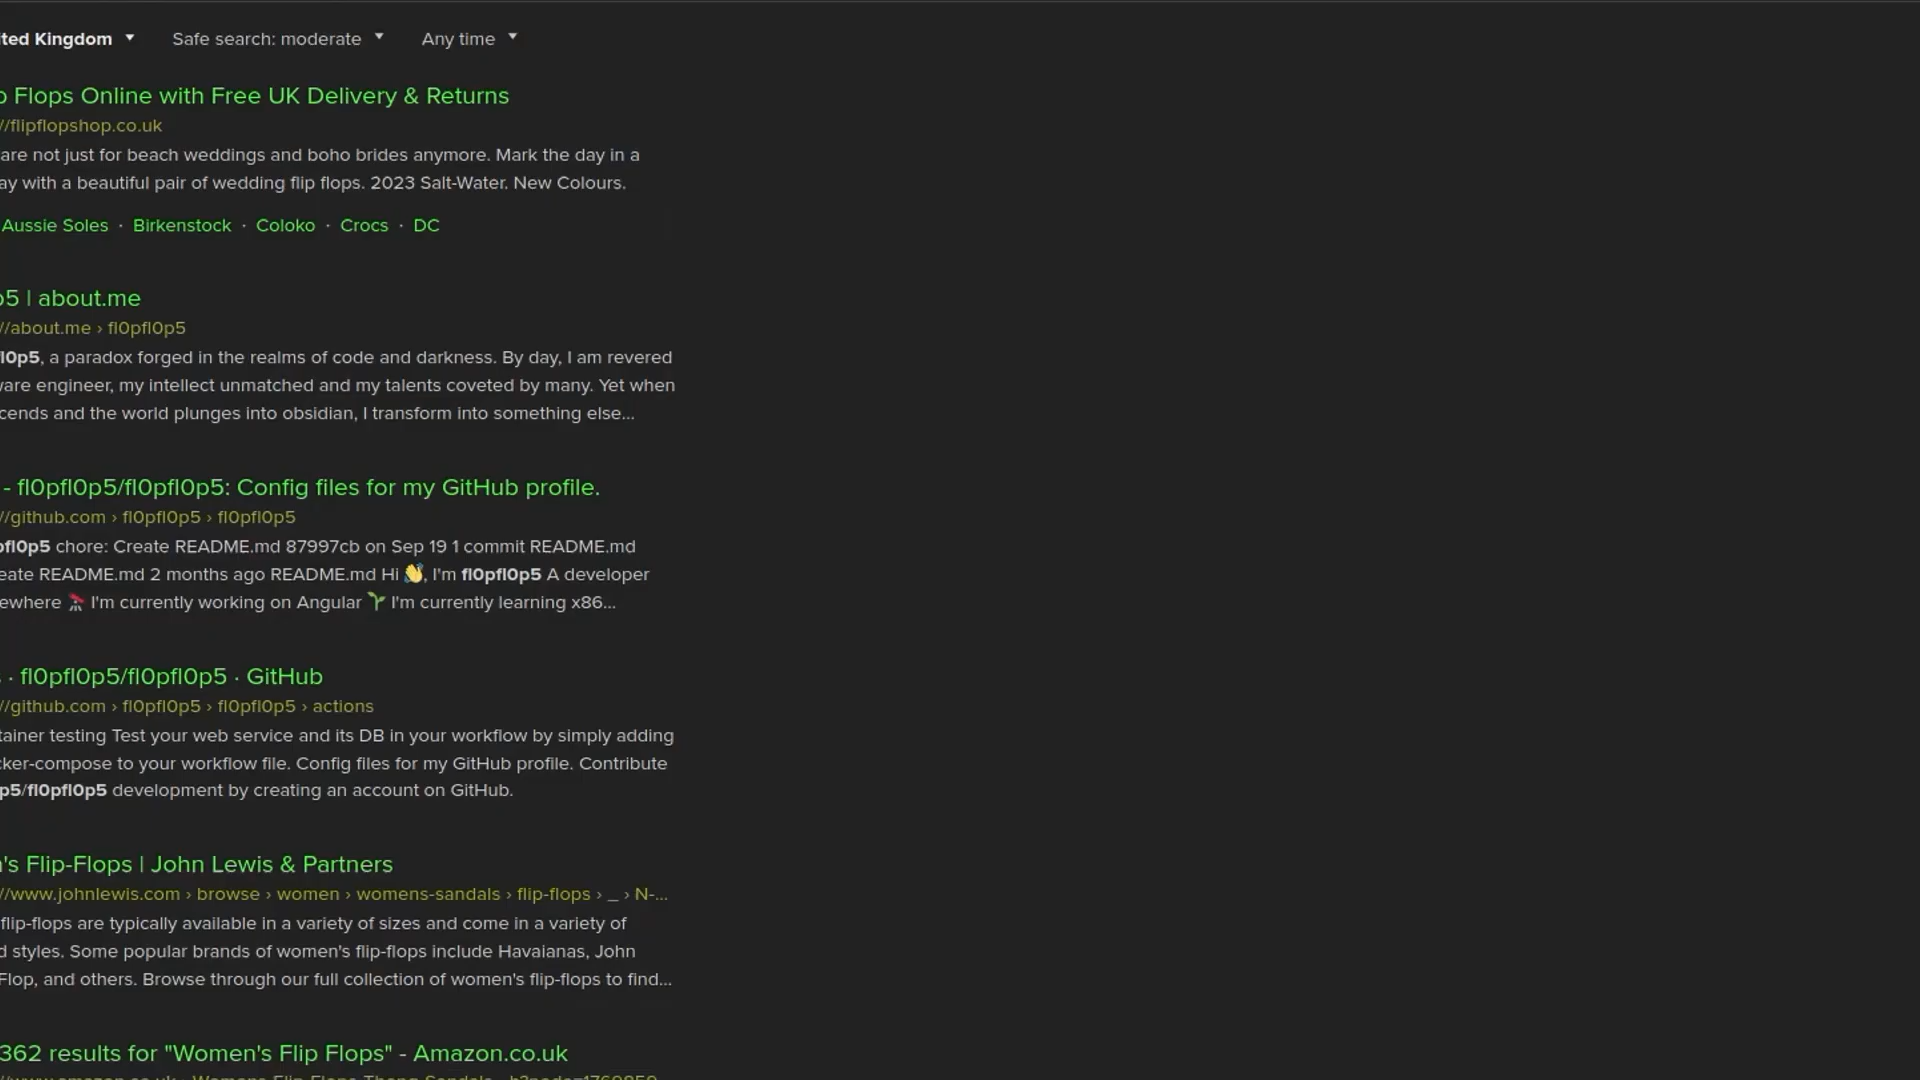 ted Kingdom Safe search: moderate Any time
Flops Online with Free UK Delivery & Returns
//flipflopshop.co.uk
are not just for beach weddings and boho brides anymore. Mark the day in a
ay with a beautiful pair of wedding flip flops. 2023 Salt-Water. New Colours.
Aussie Soles · Birkenstock · Coloko · Crocs · DC
p5 | about.me
//about.me › fl0pfl0p5
fl0p5, a paradox forged in the realms of code and darkness. By day, I am revered
ware engineer, my intellect unmatched and my talents coveted by many. Yet when
cends and the world plunges into obsidian, I transform into something else...
- fl0pfl0p5/fl0pfl0p5: Config files for my GitHub profile.
//github.com › fl0pfl0p5 › fl0pfl0p5
pfl0p5 chore: Create README.md 87997cb on Sep 19 1 commit README.md
eate README.md 2 months ago README.md Hi 👋, I'm fl0pfl0p5 A developer
ewhere 🔭 I'm currently working on Angular 🌱 I'm currently learning x86...
· fl0pfl0p5/fl0pfl0p5 · GitHub
//github.com › fl0pfl0p5 › fl0pfl0p5 › actions
tainer testing Test your web service and its DB in your workflow by simply adding
cker-compose to your workflow file. Config files for my GitHub profile. Contribute
p5/fl0pfl0p5 development by creating an account on GitHub.
's Flip-Flops | John Lewis & Partners
//www.johnlewis.com › browse › women › womens-sandals › flip-flops › _ › N-...
flip-flops are typically available in a variety of sizes and come in a variety of
d styles. Some popular brands of women's flip-flops include Havaianas, John
Flop, and others. Browse through our full collection of women's flip-flops to find...
362 results for "Women's Flip Flops" - Amazon.co.uk